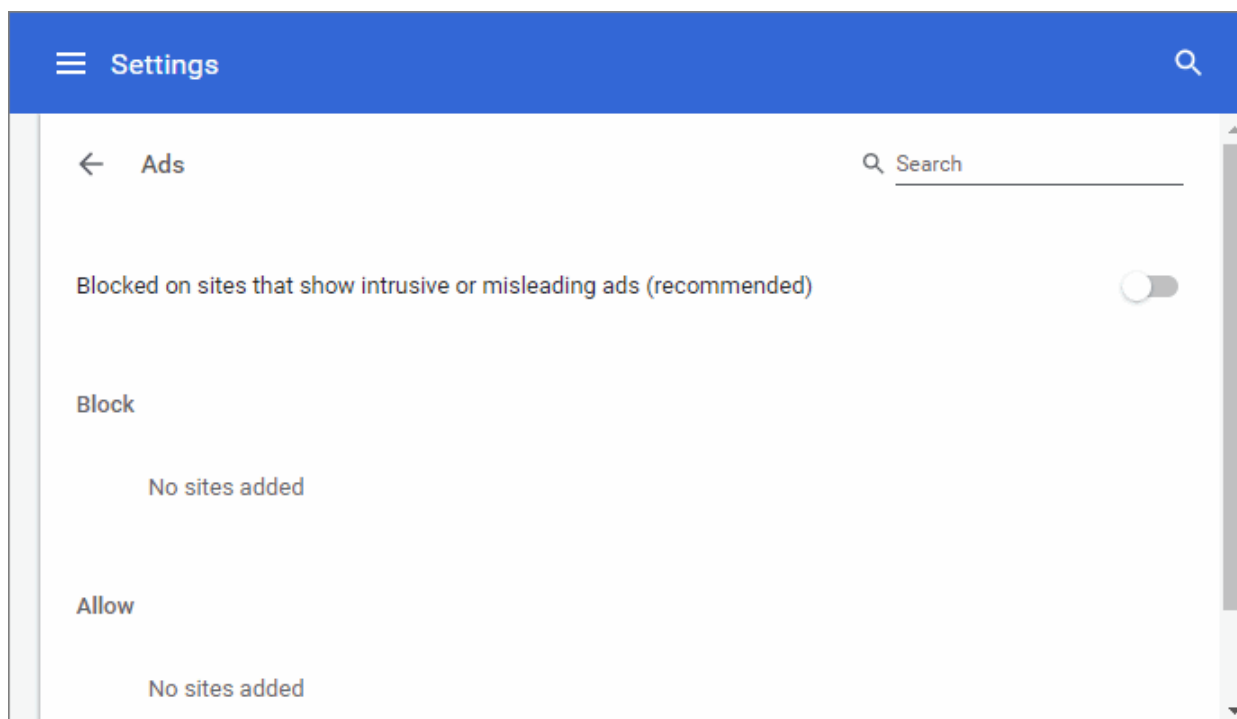 Settings
Ads
Search
Blocked on sites that show intrusive or misleading ads (recommended)
Block
No sites added
Allow
No sites added